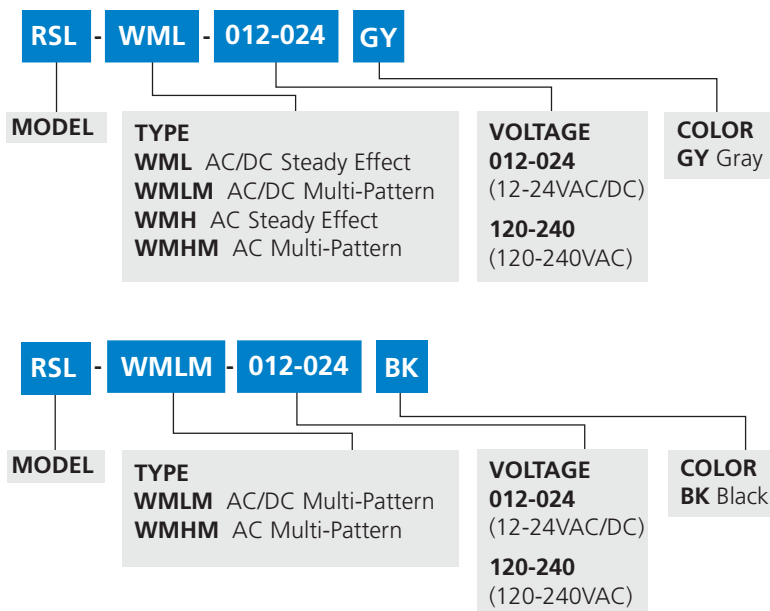 RSL - WML - 012-024 GY
MODEL
TYPE
WML AC/DC Steady Effect
WMLM AC/DC Multi-Pattern
WMH AC Steady Effect
WMHM AC Multi-Pattern
VOLTAGE
012-024
(12-24VAC/DC)
120-240
(120-240VAC)
COLOR
GY Gray
RSL - WMLM - 012-024 BK
MODEL
TYPE
WMLM AC/DC Multi-Pattern
WMHM AC Multi-Pattern
VOLTAGE
012-024
(12-24VAC/DC)
120-240
(120-240VAC)
COLOR
BK Black